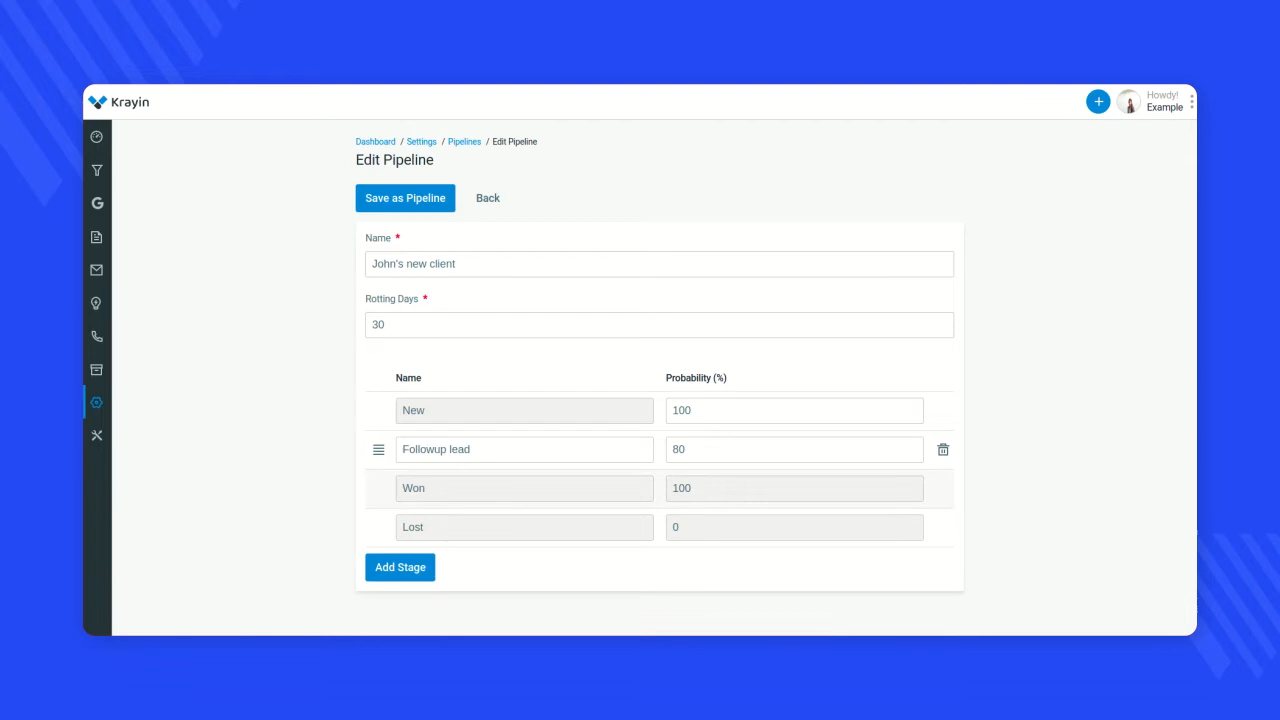 Krayin
Howdy!
Example
Dashboard / Settings / Pipelines / Edit Pipeline
Edit Pipeline
Save as Pipeline Back
Name *
John's new client
Rotting Days *
30
Name Probability (%)
New 100
Followup lead 80
Won 100
Lost 0
Add Stage